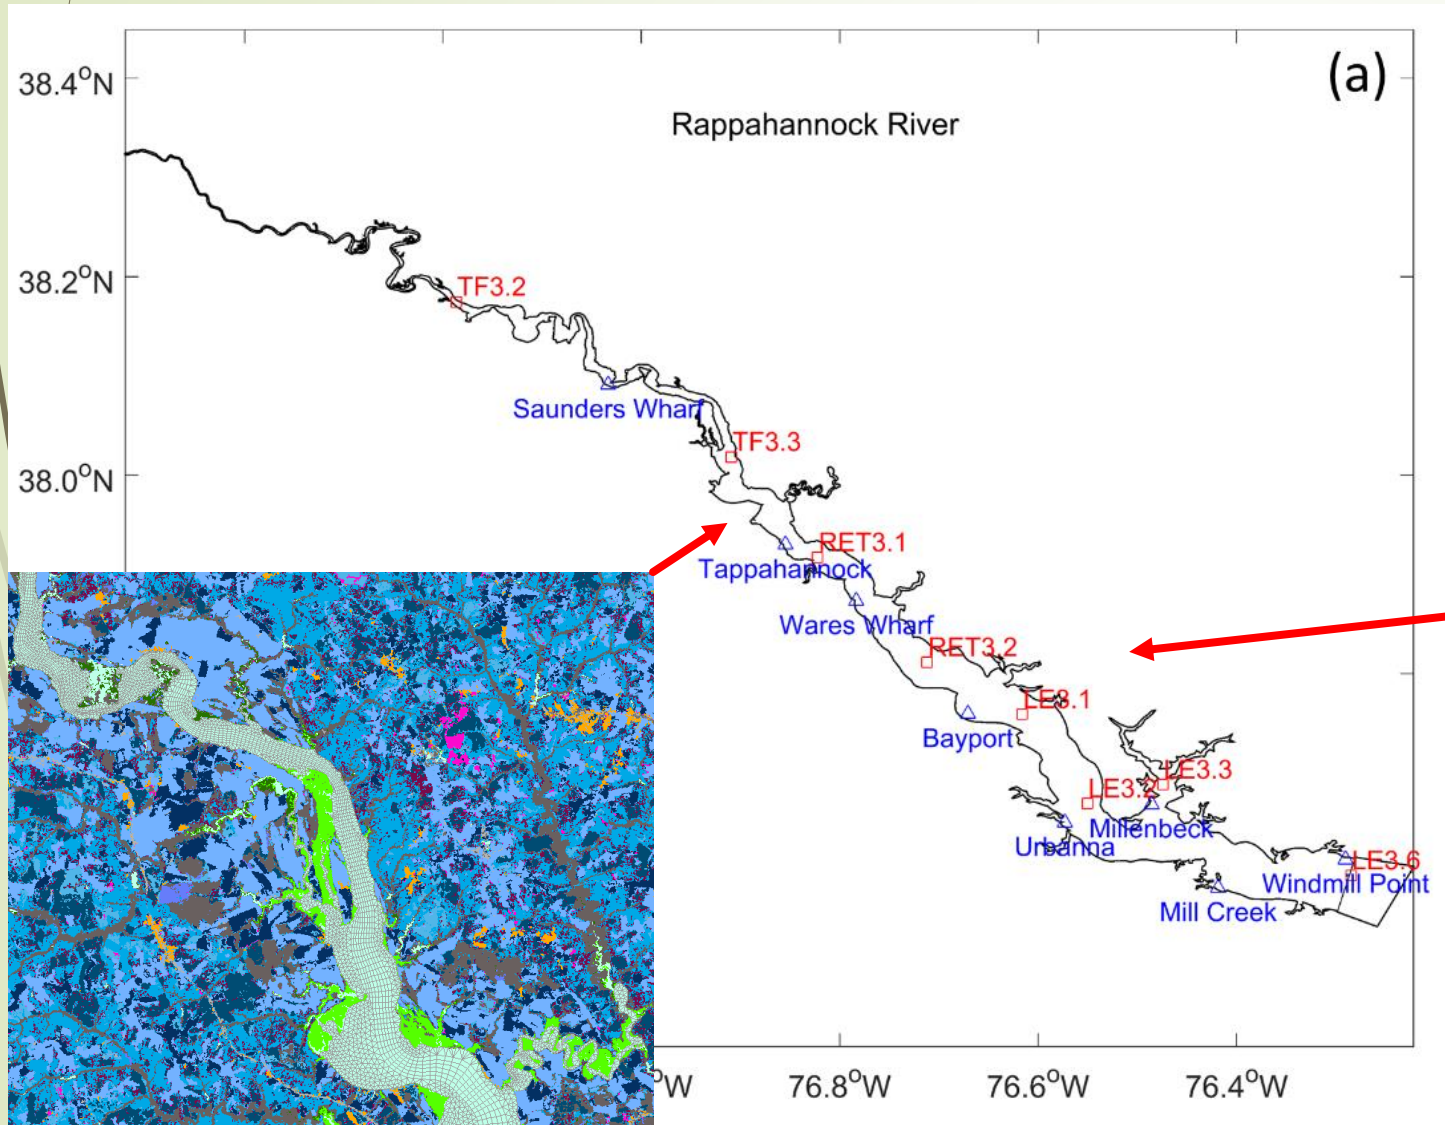 (a)
38.4°N
Rappahannock River
38.2°N
TF3.2
Saunders Wharf
TF3.3
38.0°N
RET3.1
Tappahannock
Wares Wharf
RET3.2
LE3.1
Bayport
LE3.3
LE3.2
Millenbeck
Urbanna
LE3.6
Windmill Point
Mill Creek
°W
76.8°W
76.6°W
76.4°W